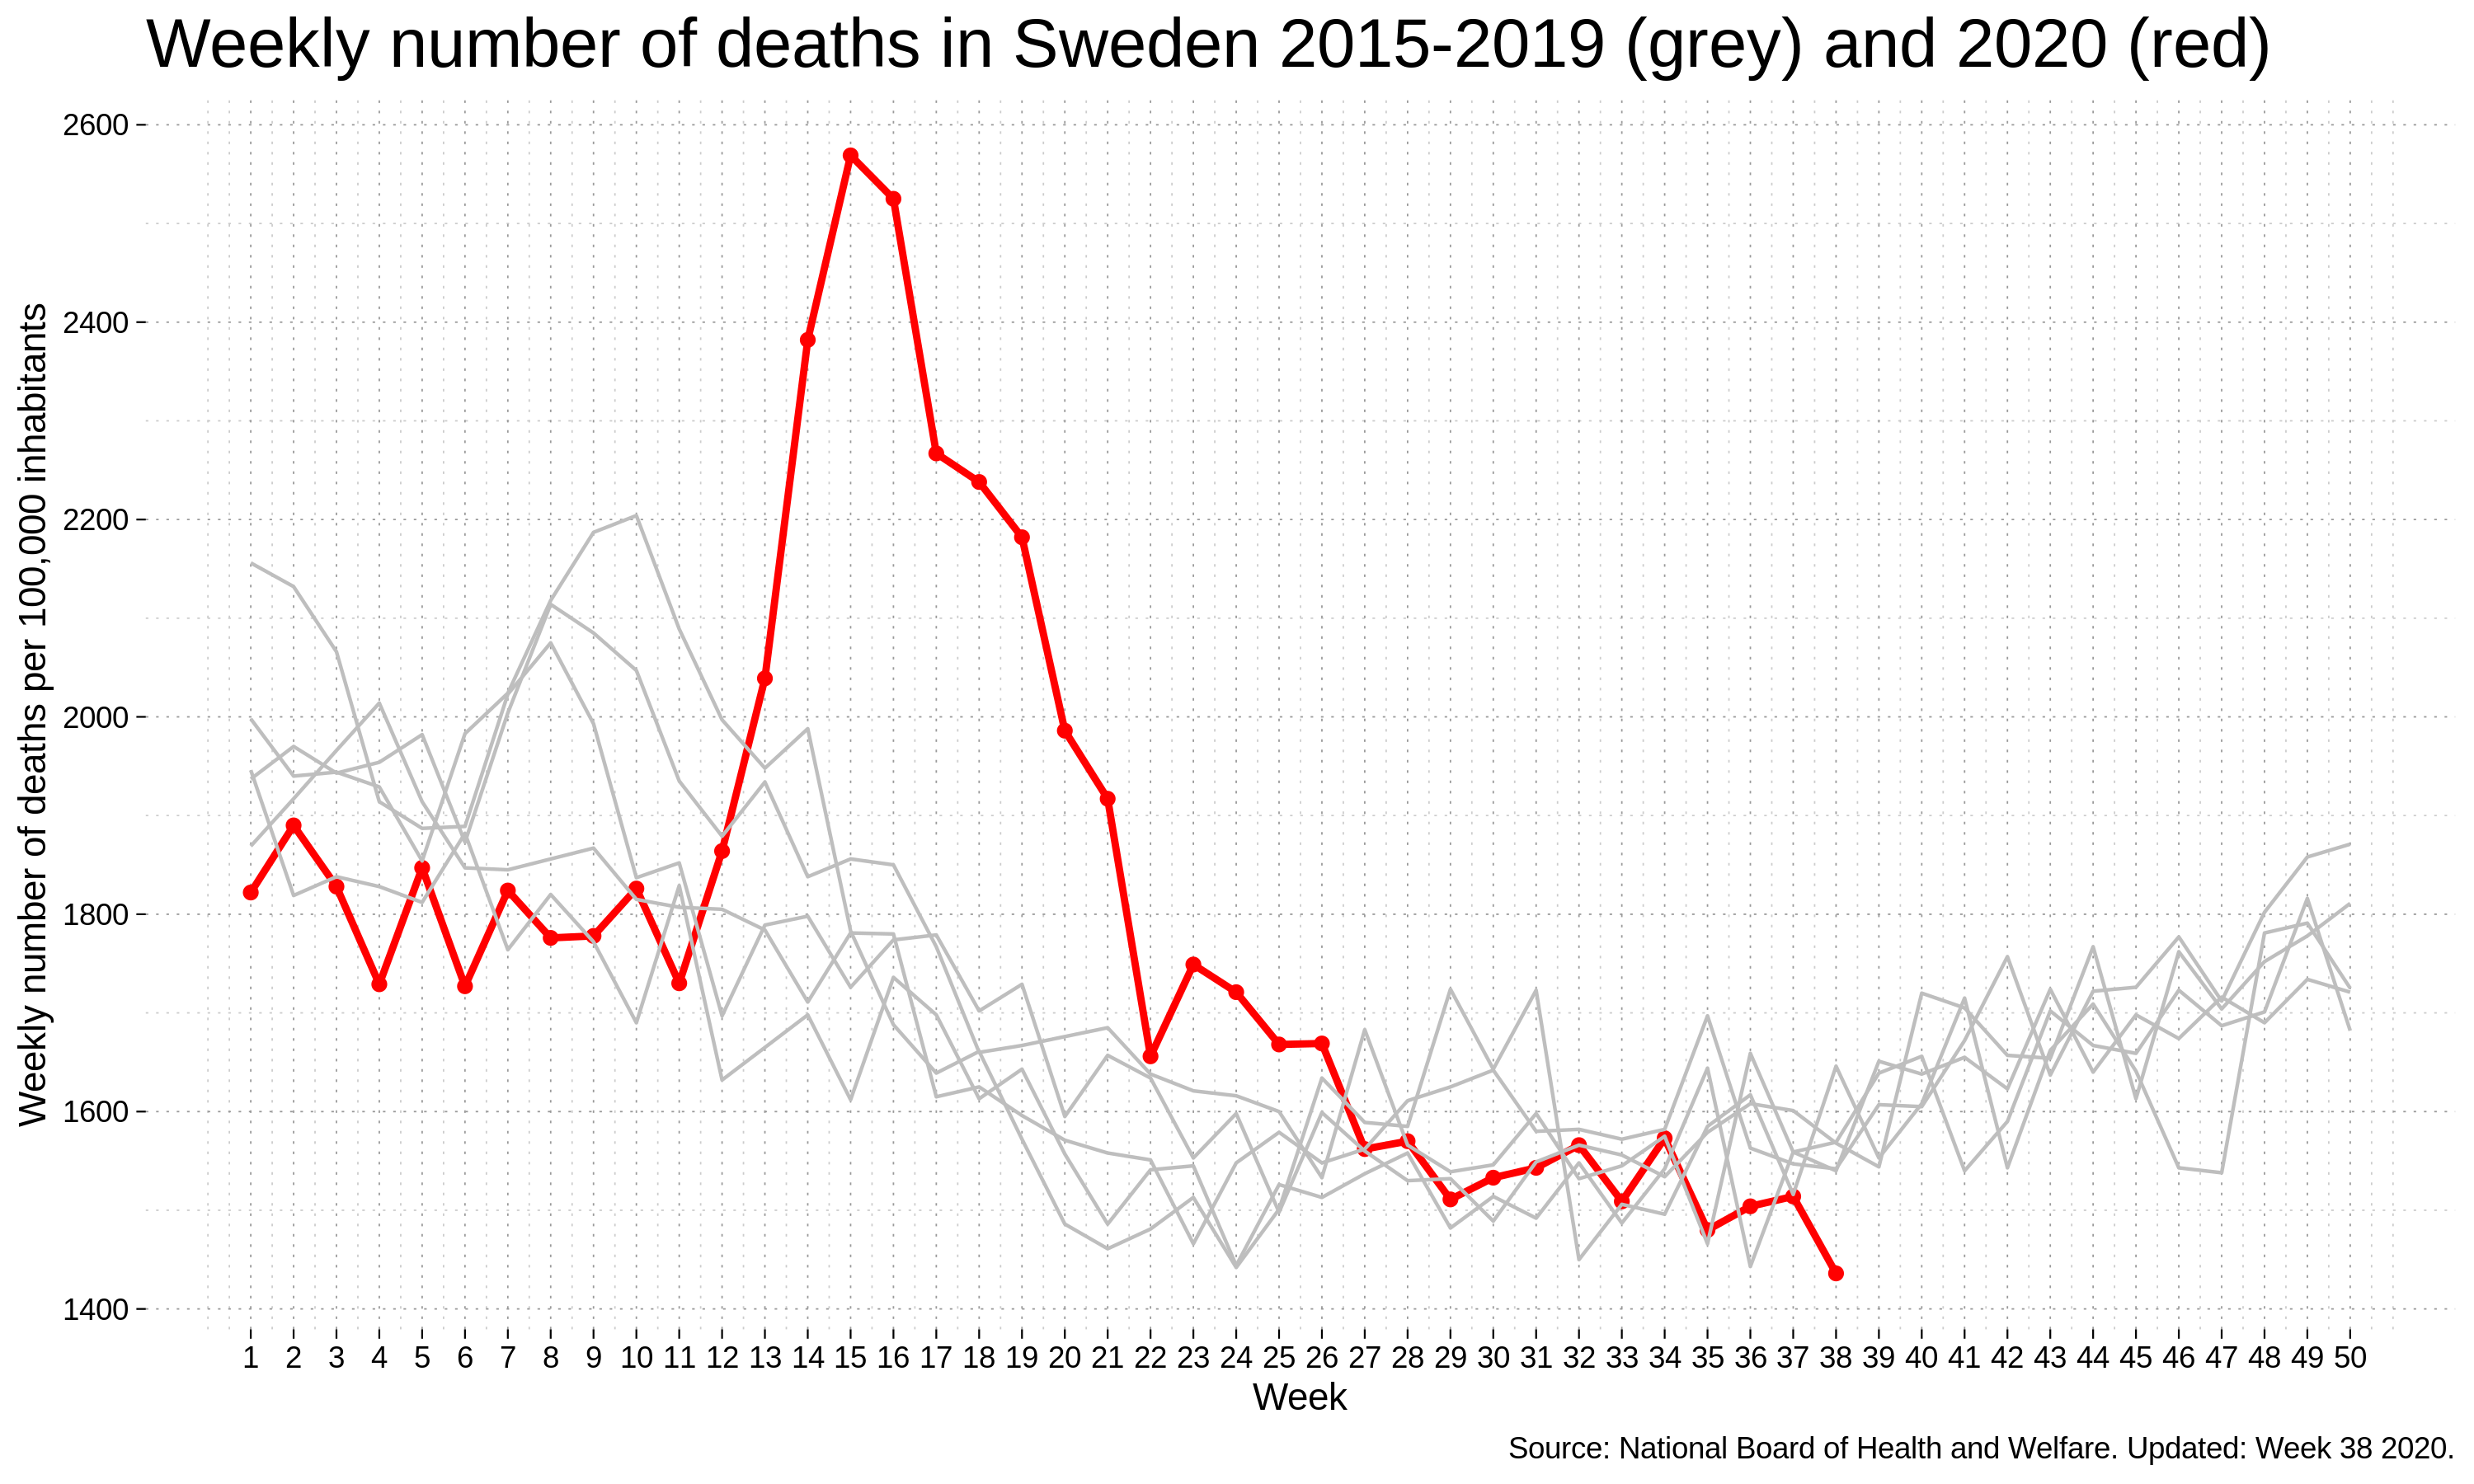 Weekly number of deaths in Sweden 2015-2019 (grey) and 2020 (red)
Weekly number of deaths per 100,000 inhabitants
2600
2400
2200
2000
1800
1600
1400
1 2 3 4 5 6 7 8 9 10 11 12 13 14 15 16 17 18 19 20 21 22 23 24 25 26 27 28 29 30 31 32 33 34 35 36 37 38 39 40 41 42 43 44 45 46 47 48 49 50
Week
Source: National Board of Health and Welfare. Updated: Week 38 2020.